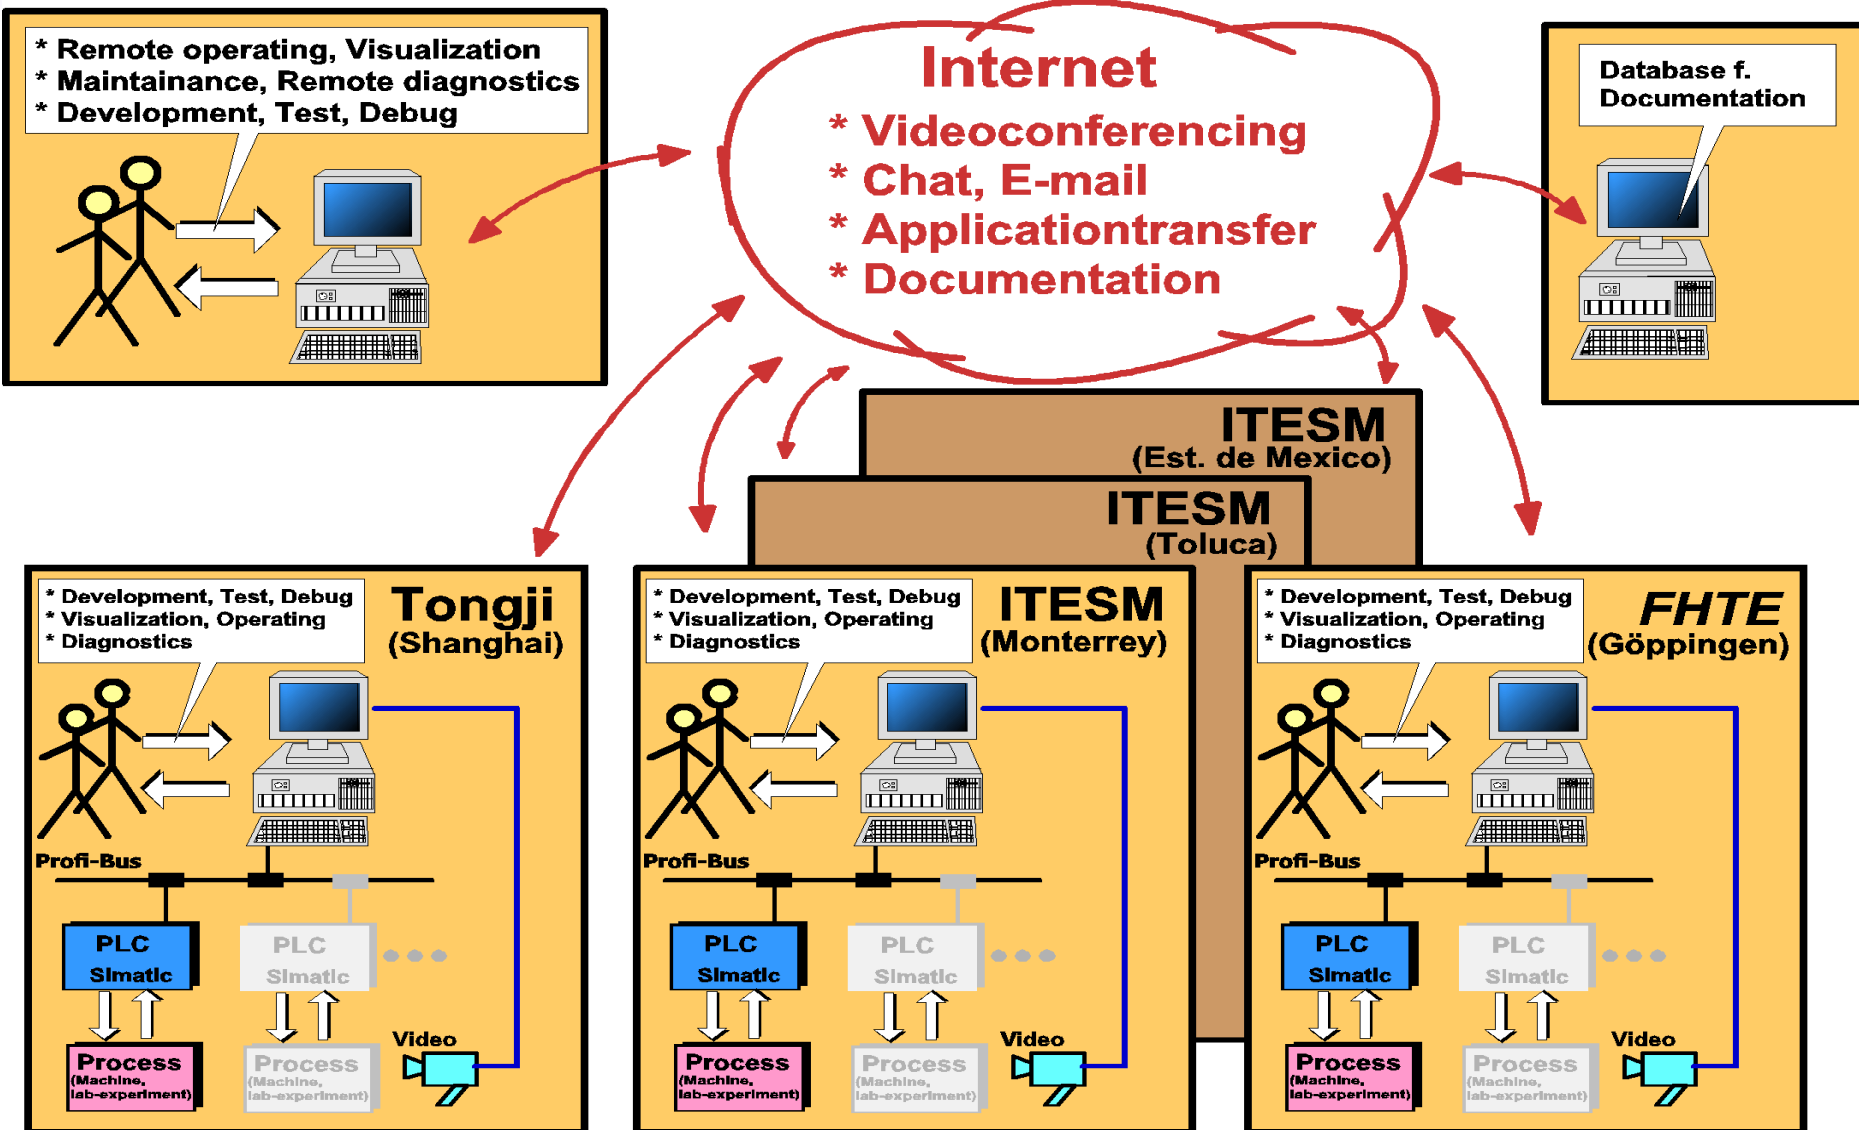 * Remote operating, Visualization
* Maintainance, Remote diagnostics
* Development, Test, Debug
Internet
* Videoconferencing
* Chat, E-mail
* Applicationtransfer
* Documentation
Database f.
Documentation
ITESM
(Est. de Mexico)
ITESM
(Toluca)
* Development, Test, Debug
* Visualization, Operating
* Diagnostics
Tongji
(Shanghai)
Profi-Bus
PLC
Simatic
PLC
Simatic
Process
(Machine,
lab-experiment)
Process
(Machine,
lab-experiment)
Video
* Development, Test, Debug
* Visualization, Operating
* Diagnostics
ITESM
(Monterrey)
Profi-Bus
PLC
Simatic
PLC
Simatic
Process
(Machine,
lab-experiment)
Process
(Machine,
lab-experiment)
Video
* Development, Test, Debug
* Visualization, Operating
* Diagnostics
FHTE
(Göppingen)
Profi-Bus
PLC
Simatic
PLC
Simatic
Process
(Machine,
lab-experiment)
Process
(Machine,
lab-experiment)
Video